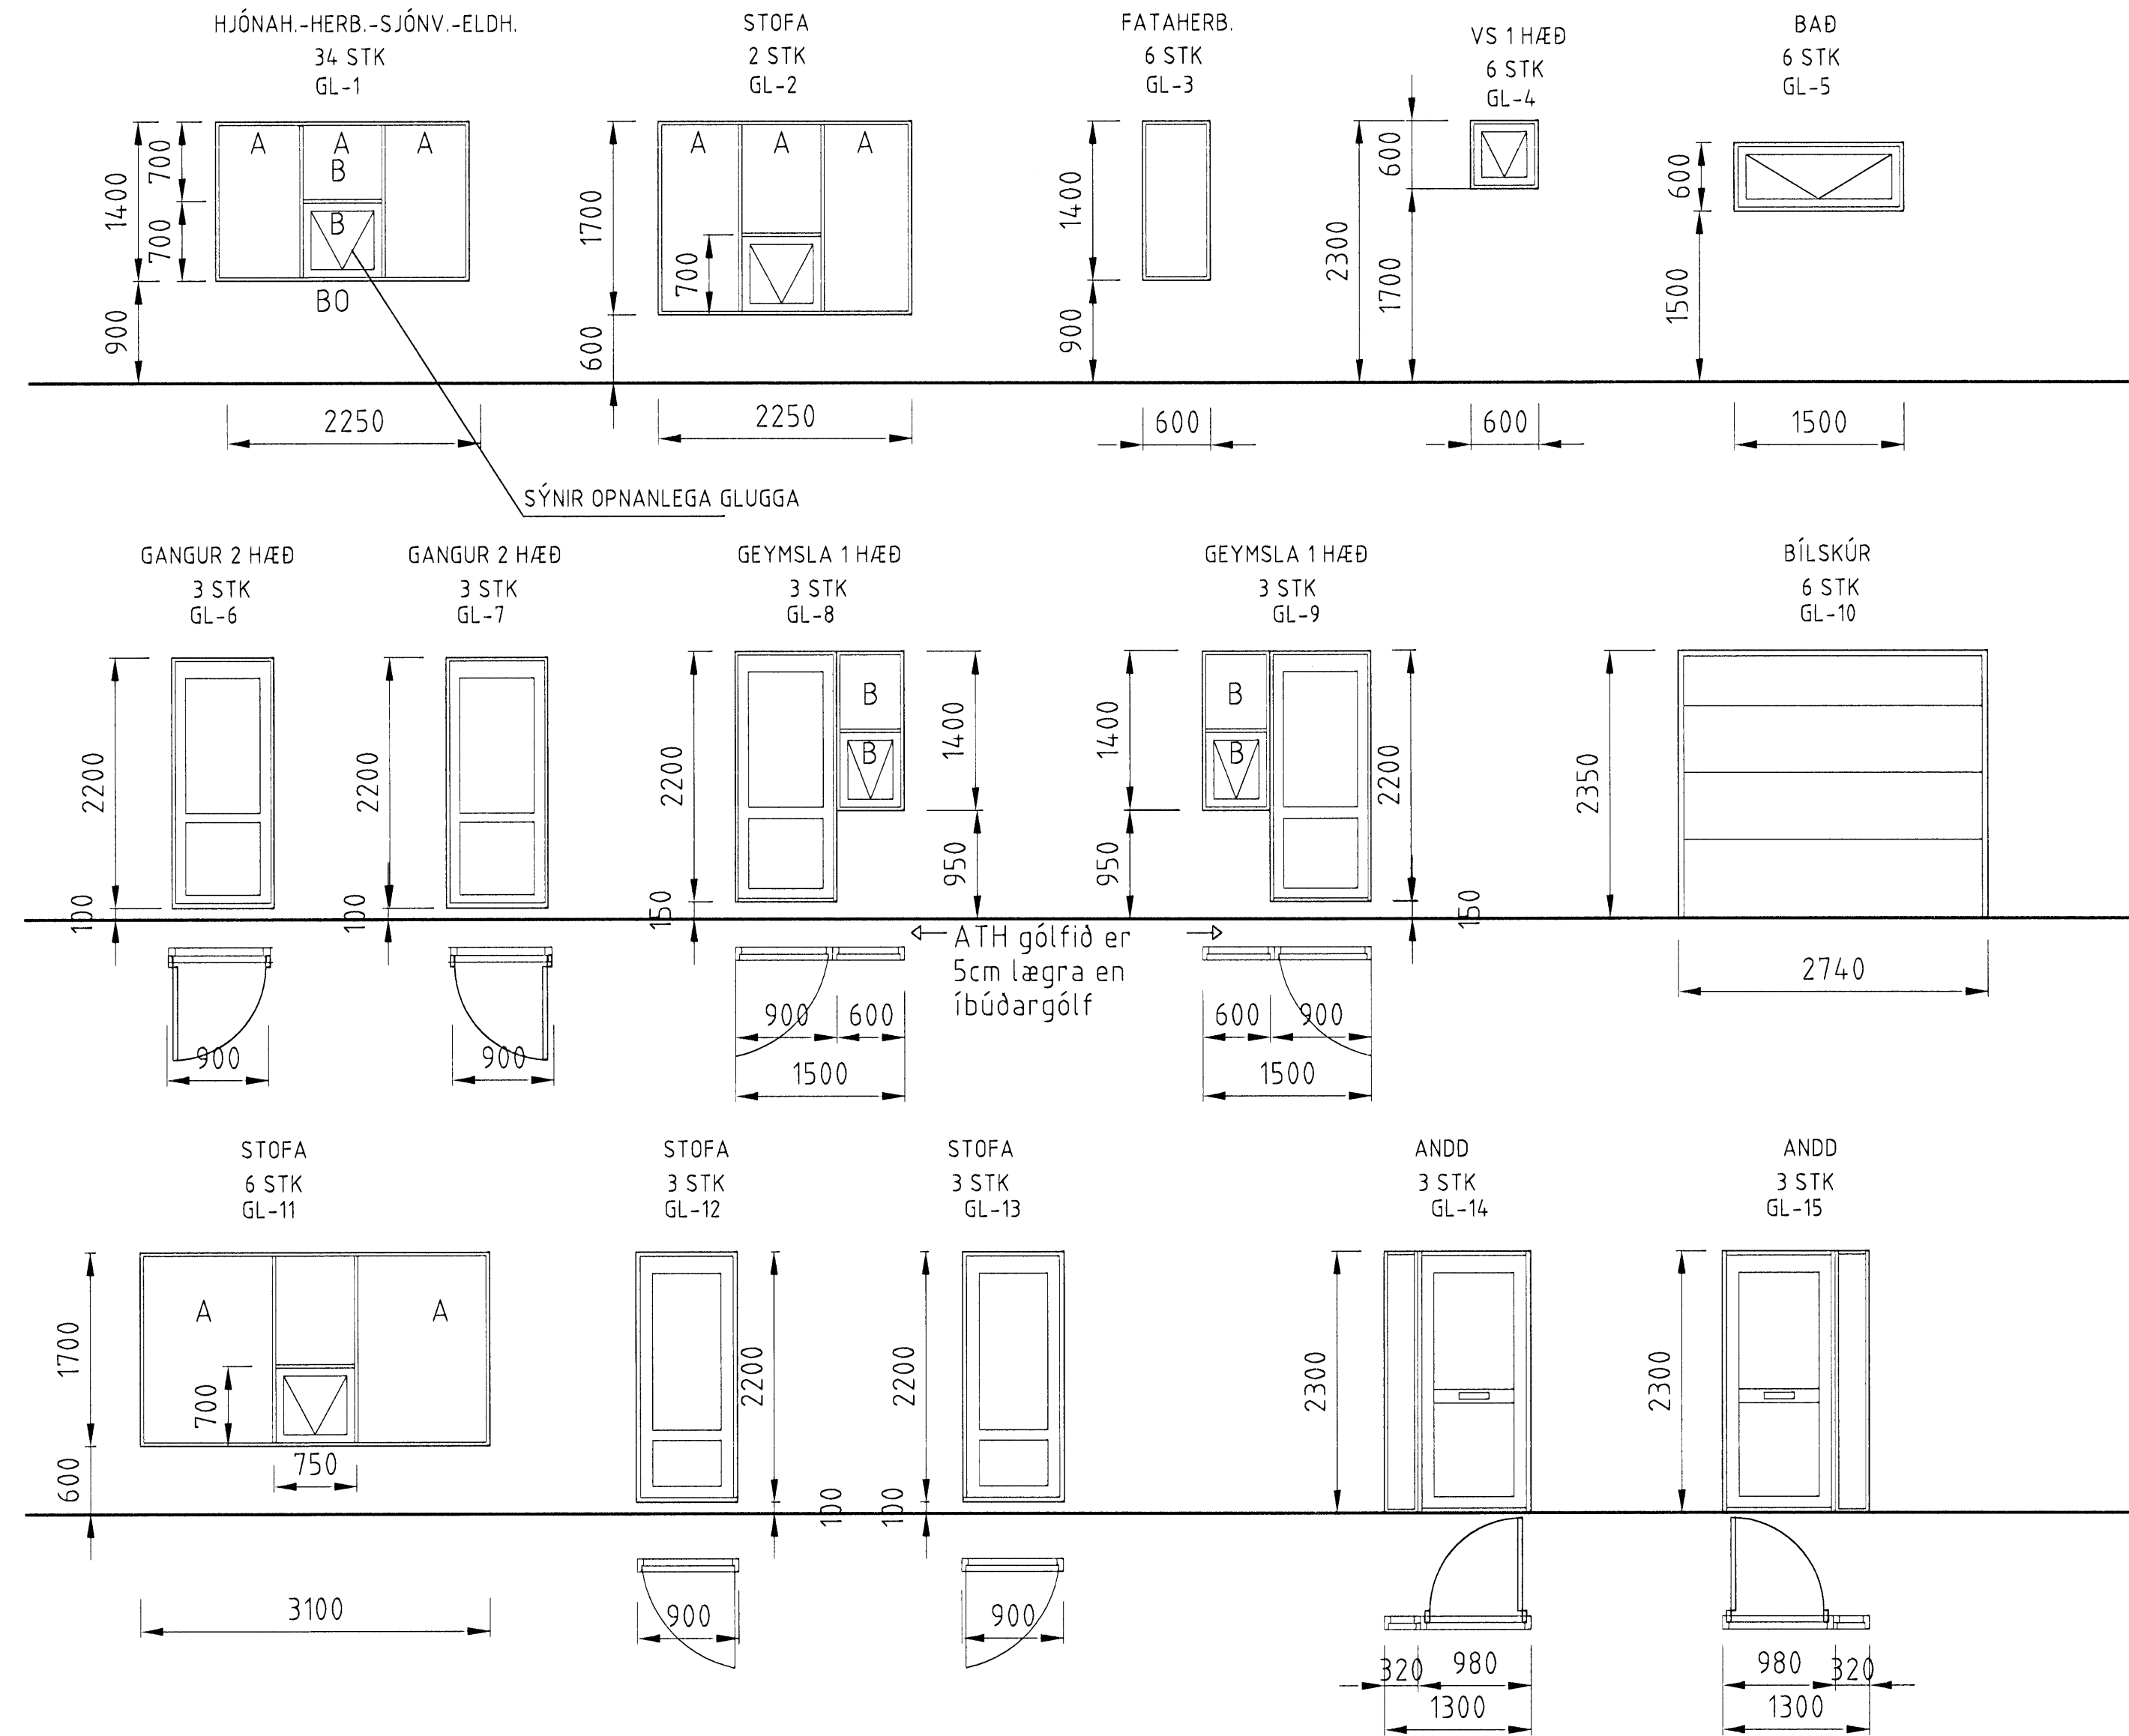 HJÓNAH.-HERB.-SJÓNV.-ELDH.
34 STK
GL-1
STOFA
2 STK
GL-2
FATAHERB.
6 STK
GL-3
VS 1 HÆÐ
6 STK
GL-4
BAÐ
6 STK
GL-5
A
A
A
B
B
BO
1400
700
700
900
2250
A
A
A
1700
700
600
2250
1400
900
600
2300
600
1700
600
600
1500
1500
SÝNIR OPNANLEGA GLUGGA
GANGUR 2 HÆÐ
3 STK
GL-6
GANGUR 2 HÆÐ
3 STK
GL-7
GEYMSLA 1 HÆÐ
3 STK
GL-8
GEYMSLA 1 HÆÐ
3 STK
GL-9
BÍLSKÚR
6 STK
GL-10
2200
100
900
2200
100
900
2200
150
B
B
1400
950
900
600
1500
ATH gólfið er
5cm lægra en
íbúðargólf
1400
950
B
B
2200
150
600
900
1500
2350
2740
STOFA
6 STK
GL-11
STOFA
3 STK
GL-12
STOFA
3 STK
GL-13
ANDD
3 STK
GL-14
ANDD
3 STK
GL-15
1700
600
A
A
700
750
3100
2200
100
900
2200
100
900
2300
320
980
1300
2300
980
320
1300